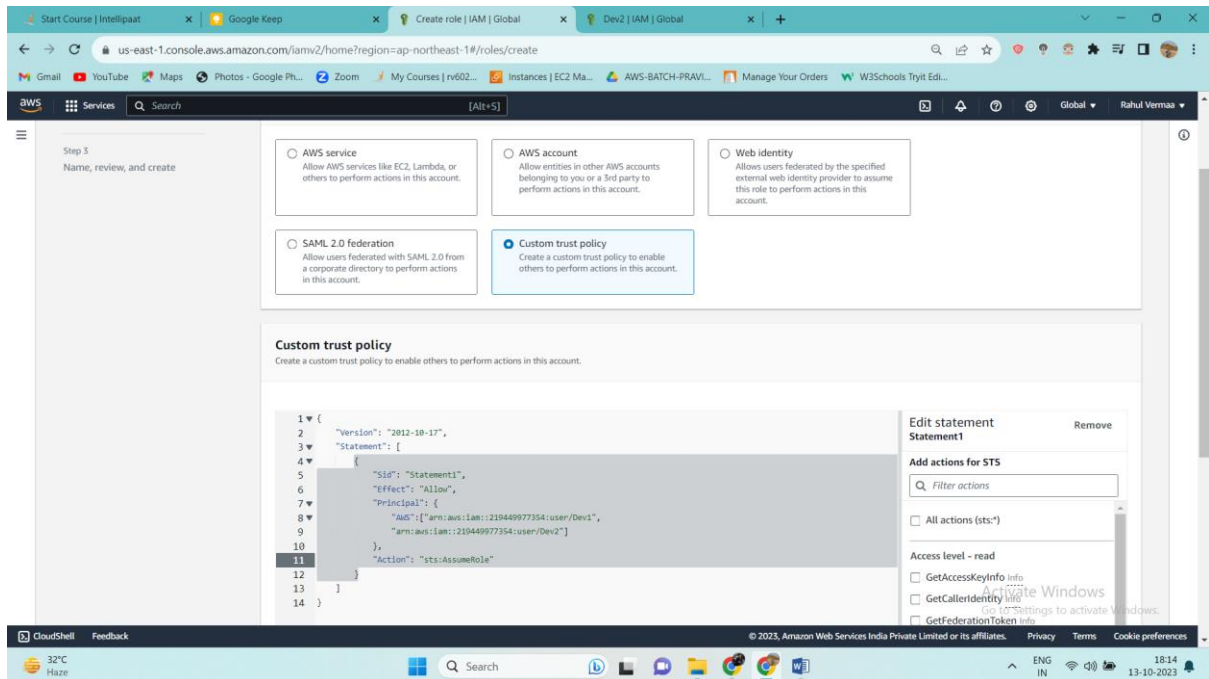 Start Course | Intellipaat
Google Keep
Create role | IAM | Global
Dev2 | IAM | Global
us-east-1.console.aws.amazon.com/iamv2/home?region=ap-northeast-1#/roles/create
Gmail YouTube Maps Photos - Google Ph... Zoom My Courses | rv602... Instances | EC2 Ma... AWS-BATCH-PRAVI... Manage Your Orders W3Schools Tryit Edi...
aws Services Search [Alt+S] Global Rahul Vermaa
Step 3
Name, review, and create
AWS service
Allow AWS services like EC2, Lambda, or
others to perform actions in this account.
AWS account
Allow entities in other AWS accounts
belonging to you or a 3rd party to
perform actions in this account.
Web identity
Allows users federated by the specified
external web identity provider to assume
this role to perform actions in this
account.
SAML 2.0 federation
Allow users federated with SAML 2.0 from
a corporate directory to perform actions
in this account.
Custom trust policy
Create a custom trust policy to enable
others to perform actions in this account.
Custom trust policy
Create a custom trust policy to enable others to perform actions in this account.
1 {
2 "Version": "2012-10-17",
3 "Statement": [
4 {
5 "Sid": "Statement1",
6 "Effect": "Allow",
7 "Principal": {
8 "AWS":["arn:aws:iam::219449977354:user/Dev1",
9 "arn:aws:iam::219449977354:user/Dev2"]
10 },
11 "Action": "sts:AssumeRole"
12 }
13 ]
14 }
Edit statement Remove
Statement1
Add actions for STS
Filter actions
All actions (sts:*)
Access level - read
GetAccessKeyInfo Info
GetCallerIdentity Info
GetFederationToken Info
Activate Windows
Go to Settings to activate Windows.
CloudShell Feedback © 2023, Amazon Web Services India Private Limited or its affiliates. Privacy Terms Cookie preferences
32°C
Haze
Search
ENG
IN
18:14
13-10-2023